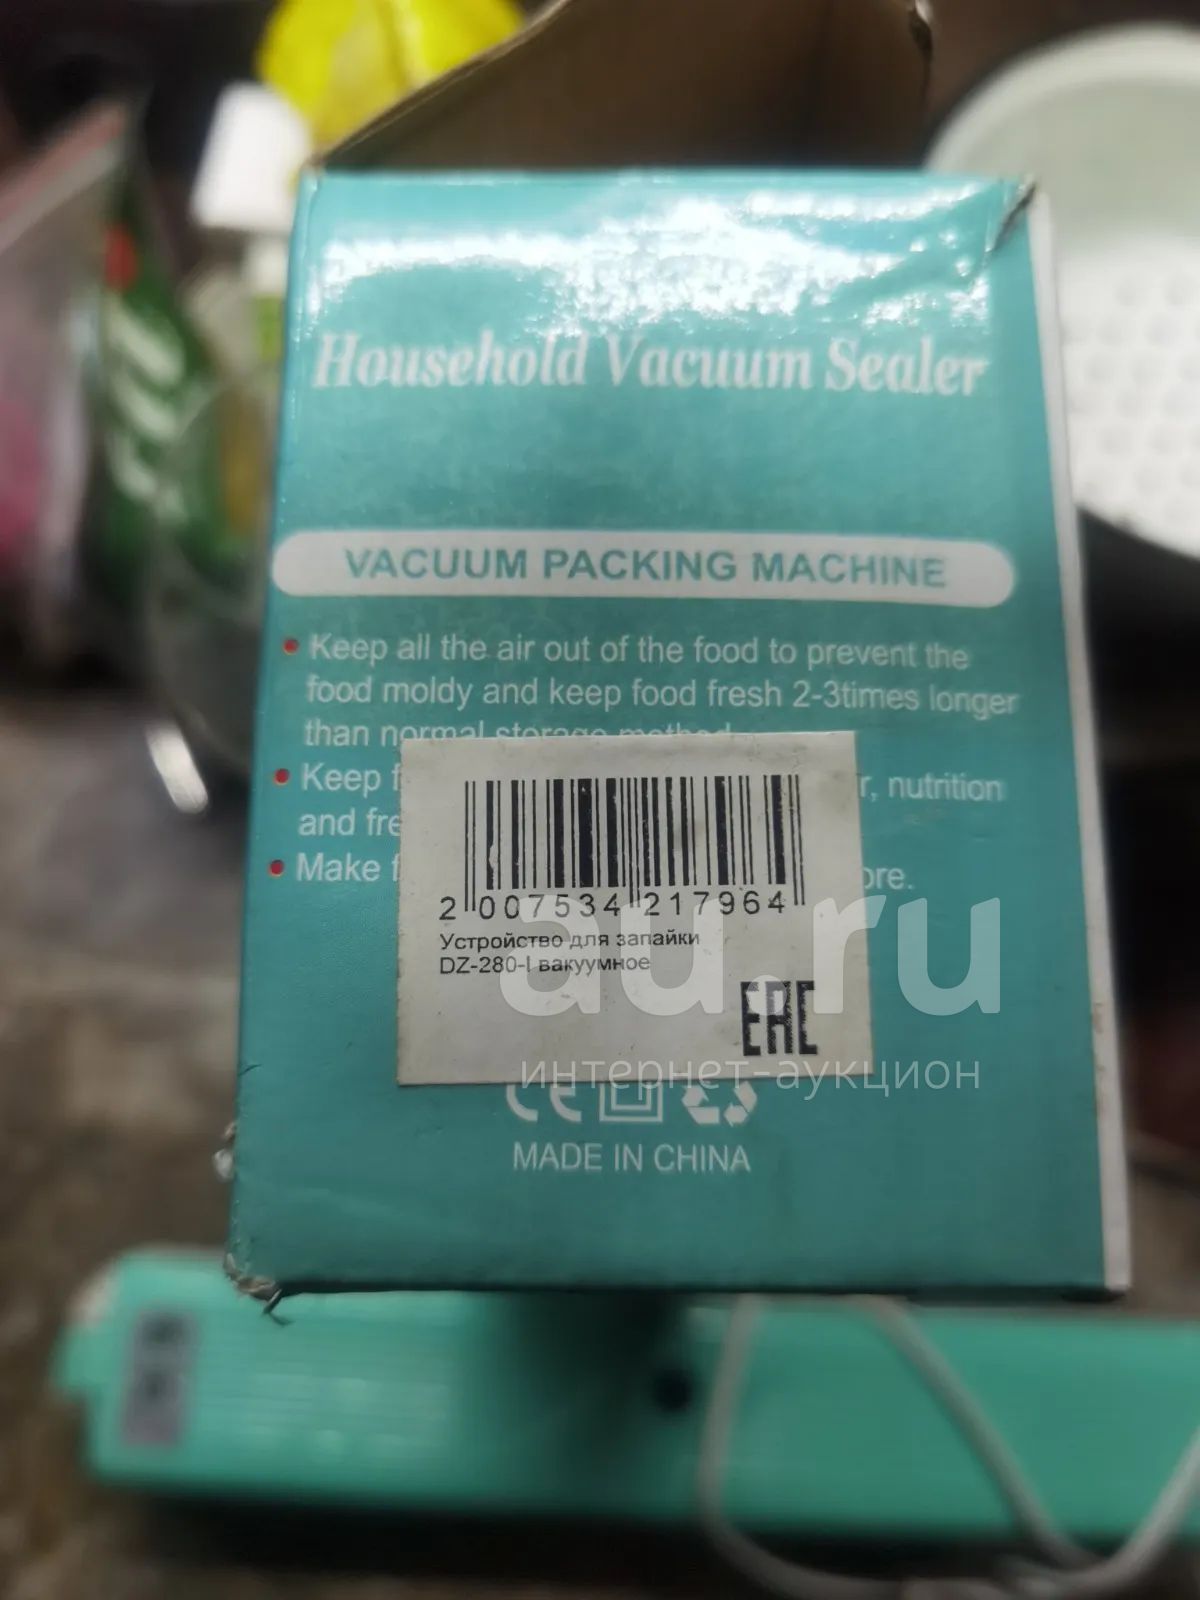 Household Vacuum Sealer
VACUUM PACKING MACHINE
Keep all the air out of the food to prevent the
food moldy and keep food fresh 2-3times longer
than normal storage method
Keep r, nutrition
and fre
Make ore.
2 007534 217964
Устройство для запайки
DZ-280-I вакуумное
EAC
au.ru
интернет-аукцион
CE
MADE IN CHINA